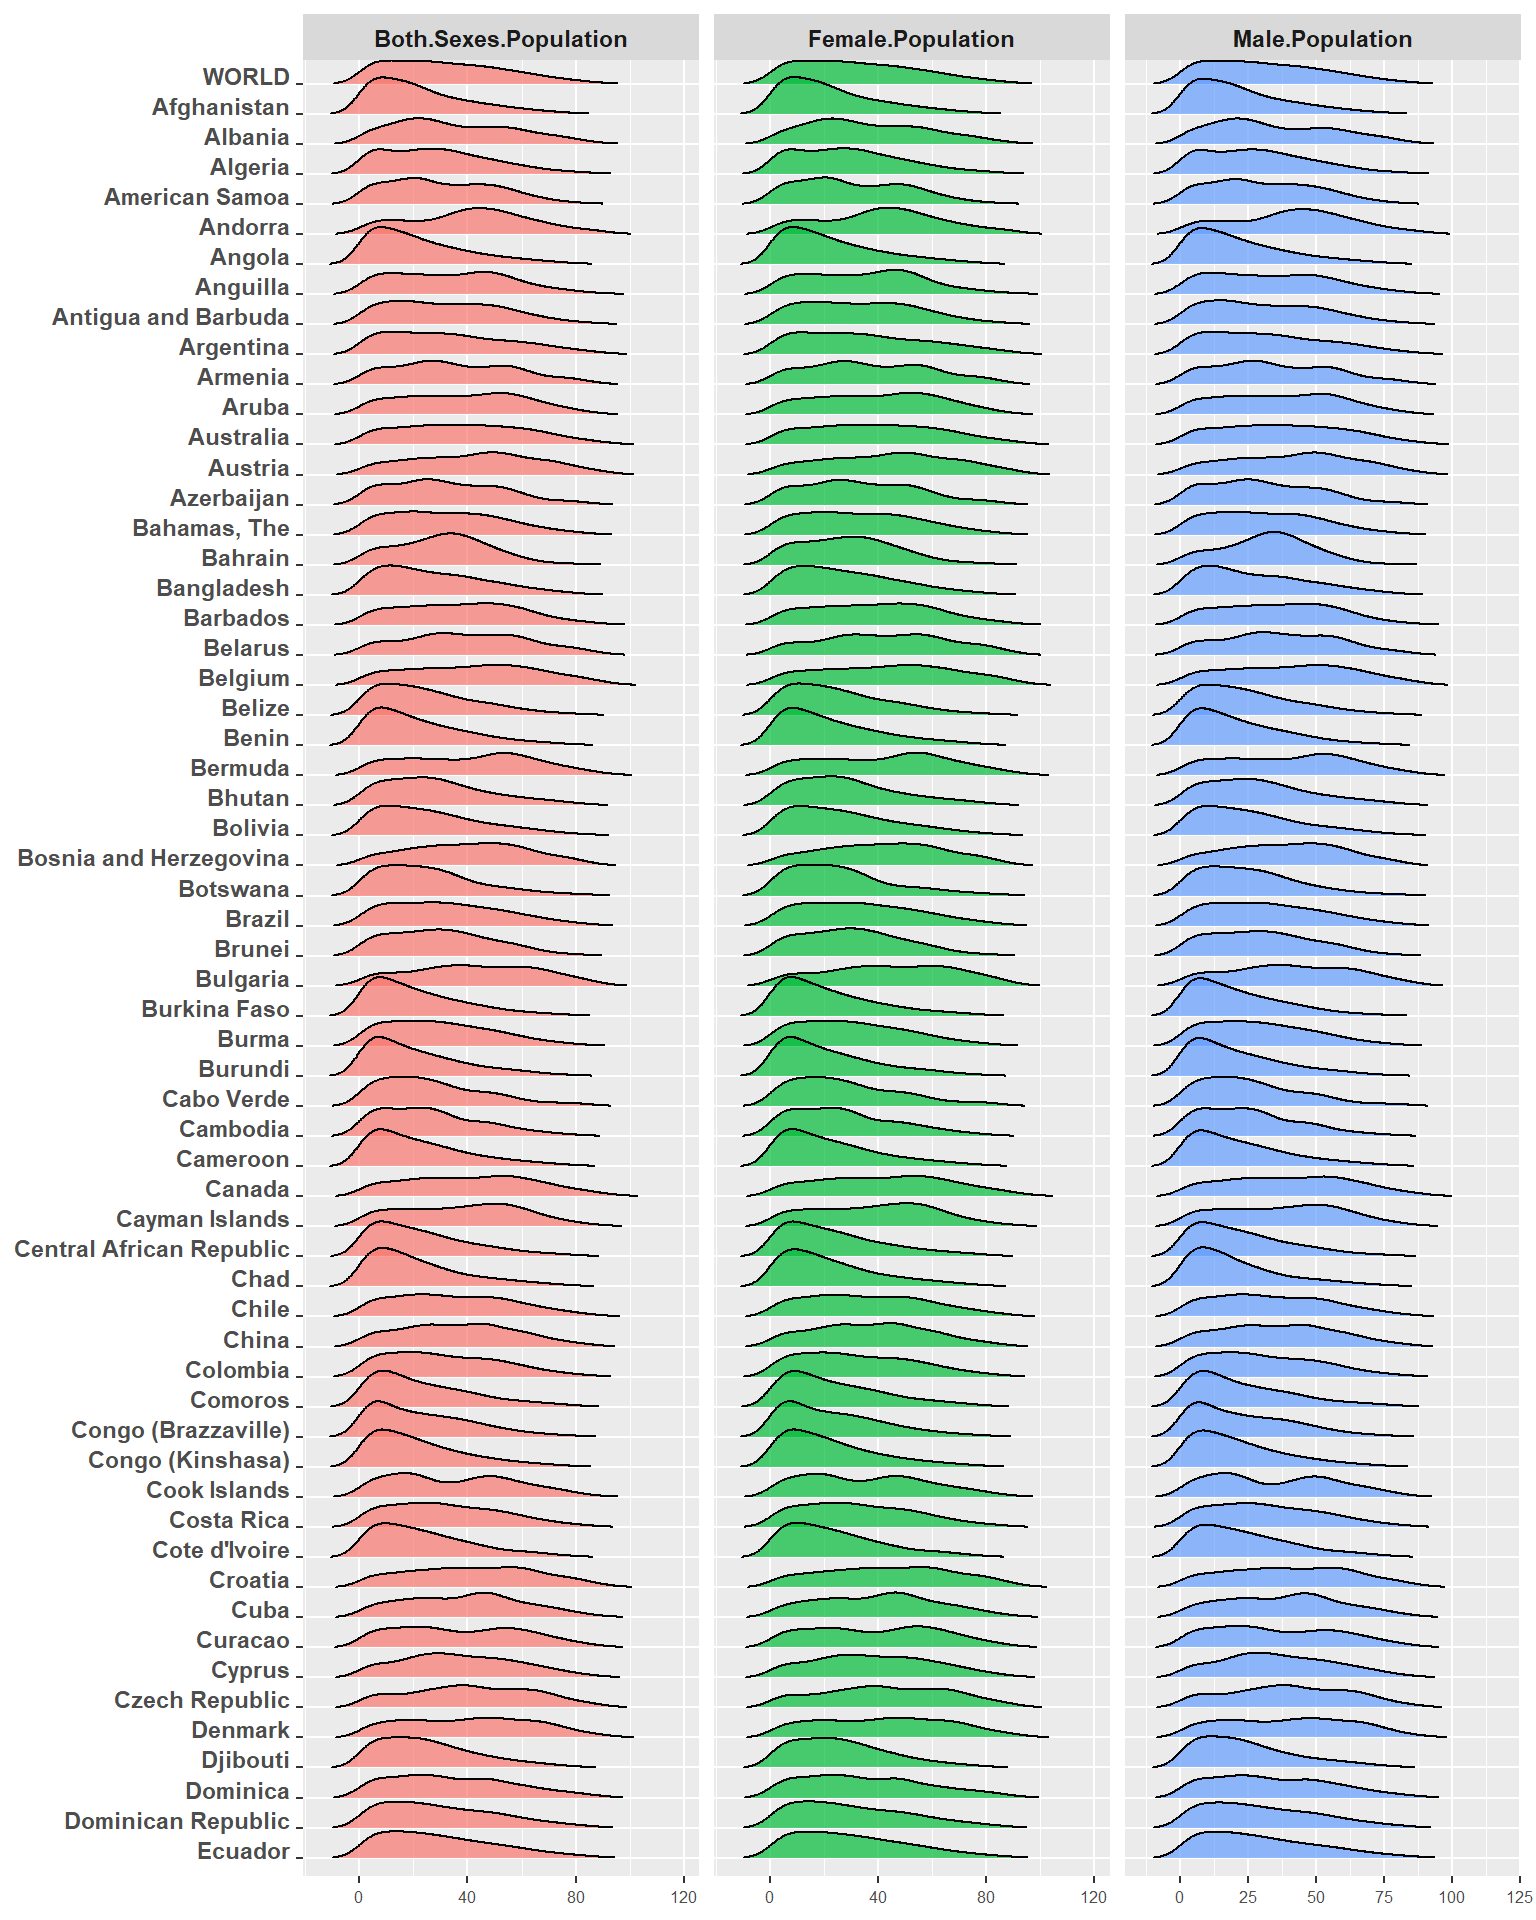 Both.Sexes.Population Female.Population Male.Population
WORLD
Afghanistan
Albania
Algeria
American Samoa
Andorra
Angola
Anguilla
Antigua and Barbuda
Argentina
Armenia
Aruba
Australia
Austria
Azerbaijan
Bahamas, The
Bahrain
Bangladesh
Barbados
Belarus
Belgium
Belize
Benin
Bermuda
Bhutan
Bolivia
Bosnia and Herzegovina
Botswana
Brazil
Brunei
Bulgaria
Burkina Faso
Burma
Burundi
Cabo Verde
Cambodia
Cameroon
Canada
Cayman Islands
Central African Republic
Chad
Chile
China
Colombia
Comoros
Congo (Brazzaville)
Congo (Kinshasa)
Cook Islands
Costa Rica
Cote d'Ivoire
Croatia
Cuba
Curacao
Cyprus
Czech Republic
Denmark
Djibouti
Dominica
Dominican Republic
Ecuador
0 40 80 120 0 40 80 120 0 25 50 75 100 125